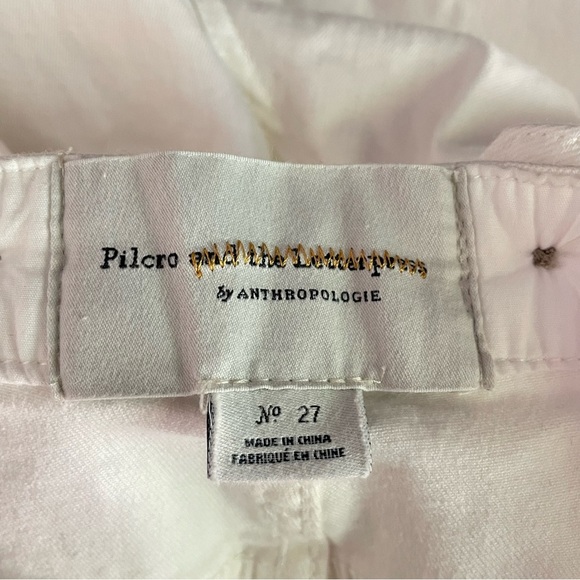 Pilcro and the Letterpress
by ANTHROPOLOGIE
Nº 27
MADE IN CHINA
FABRIQUÉ EN CHINE